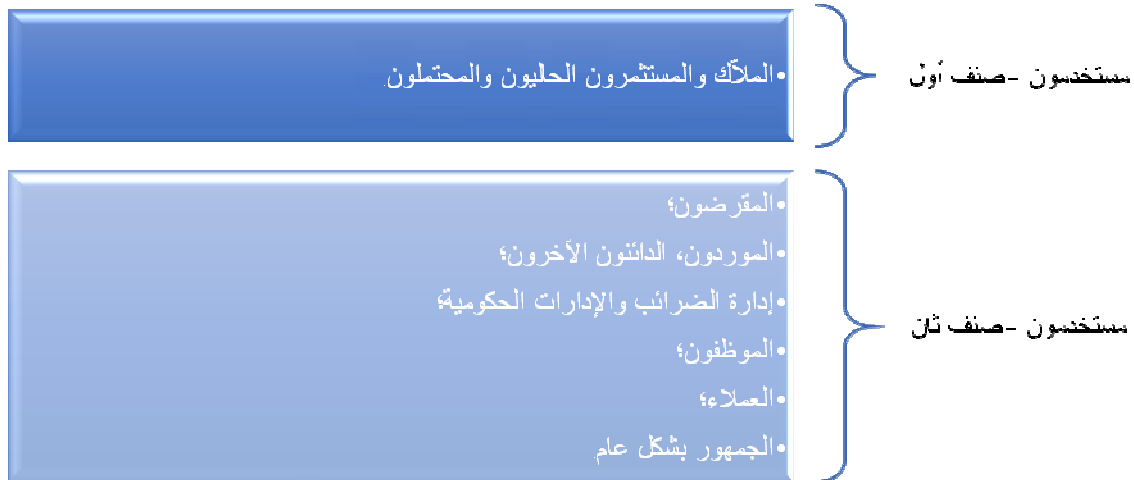 مستخدمون -صنف أول
•الملاّك والمستثمرون الحاليون والمحتملون
مستخدمون -صنف ثان
•المقرضون؛
•الموردون، الدائنون الآخرون؛
•إدارة الضرائب والإدارات الحكومية؛
•الموظفون؛
•العملاء؛
•الجمهور بشكل عام